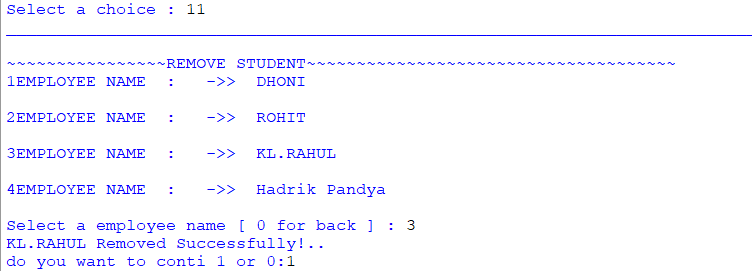 Select a choice : 11
~~~~~~~~~~~~~~~~REMOVE STUDENT~~~~~~~~~~~~~~~~~~~~~~~~~~~~~~~~~~~~~
1EMPLOYEE NAME  :   ->>  DHONI
2EMPLOYEE NAME  :   ->>  ROHIT
3EMPLOYEE NAME  :   ->>  KL.RAHUL
4EMPLOYEE NAME  :   ->>  Hadrik Pandya
Select a employee name [ 0 for back ] : 3
KL.RAHUL Removed Successfully!..
do you want to conti 1 or 0:1